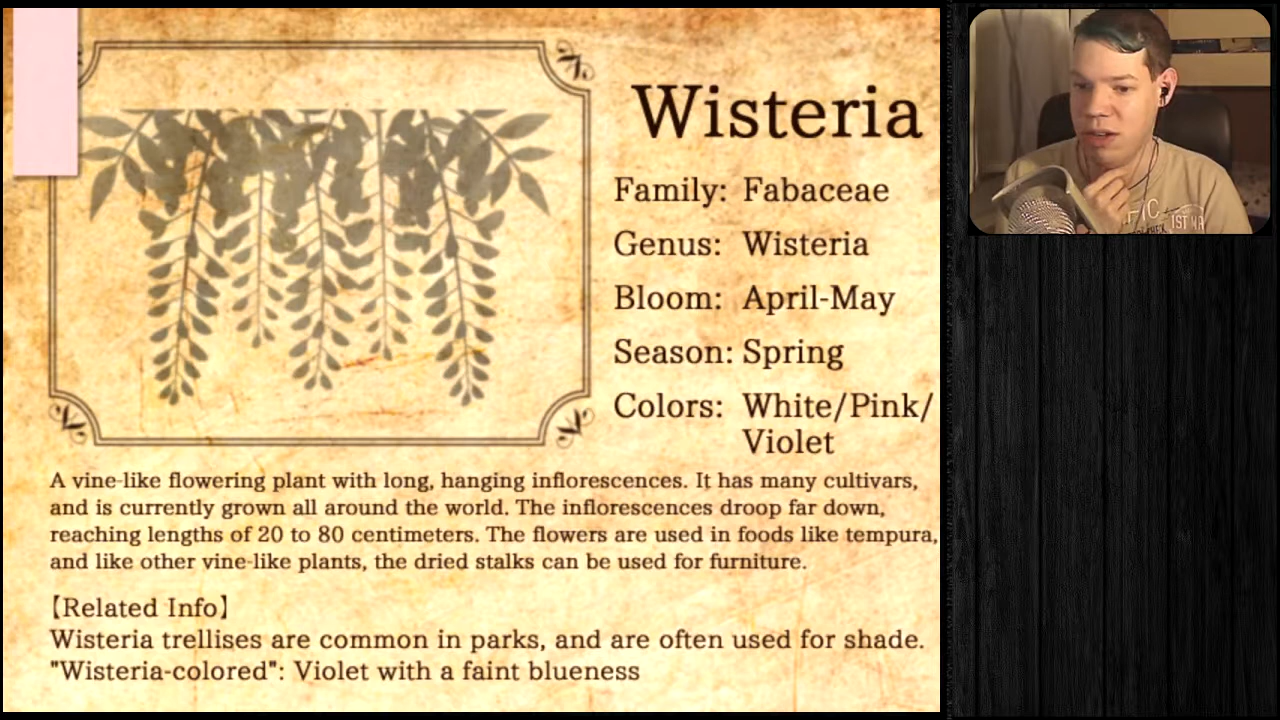 Wisteria
Family: Fabaceae
Genus: Wisteria
Bloom: April-May
Season: Spring
Colors: White/Pink/
Violet
A vine-like flowering plant with long, hanging inflorescences. It has many cultivars,
and is currently grown all around the world. The inflorescences droop far down,
reaching lengths of 20 to 80 centimeters. The flowers are used in foods like tempura,
and like other vine-like plants, the dried stalks can be used for furniture.
【Related Info】
Wisteria trellises are common in parks, and are often used for shade.
"Wisteria-colored": Violet with a faint blueness